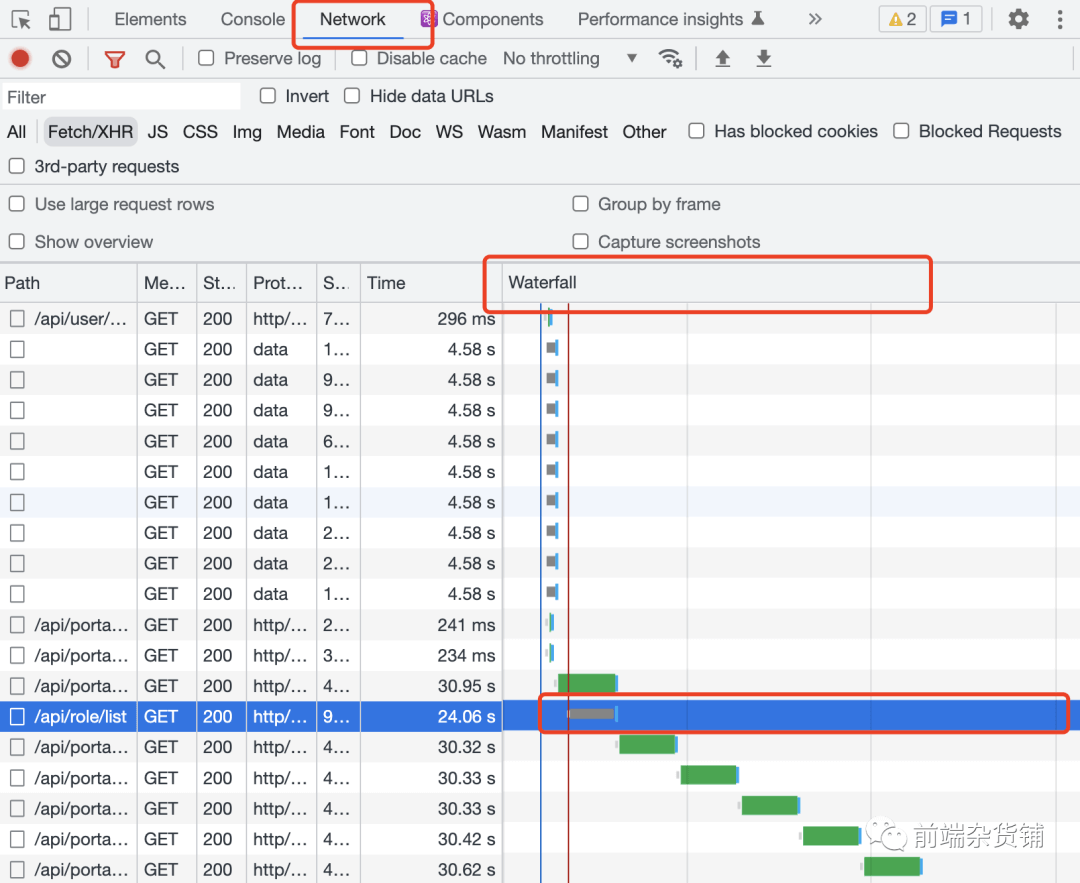 Elements Console Network Components Performance insights 2 1
Preserve log Disable cache No throttling
Filter Invert Hide data URLs
All Fetch/XHR JS CSS Img Media Font Doc WS Wasm Manifest Other Has blocked cookies Blocked Requests
3rd-party requests
Use large request rows Group by frame
Show overview Capture screenshots
Path Me... St... Prot... S... Time Waterfall
/api/user/... GET 200 http/... 7... 296 ms
GET 200 data 1... 4.58 s
GET 200 data 9... 4.58 s
GET 200 data 9... 4.58 s
GET 200 data 6... 4.58 s
GET 200 data 1... 4.58 s
GET 200 data 1... 4.58 s
GET 200 data 2... 4.58 s
GET 200 data 2... 4.58 s
GET 200 data 1... 4.58 s
/api/porta... GET 200 http/... 2... 241 ms
/api/porta... GET 200 http/... 3... 234 ms
/api/porta... GET 200 http/... 4... 30.95 s
/api/role/list GET 200 http/... 9... 24.06 s
/api/porta... GET 200 http/... 4... 30.32 s
/api/porta... GET 200 http/... 4... 30.33 s
/api/porta... GET 200 http/... 4... 30.33 s
/api/porta... GET 200 http/... 4... 30.42 s
前端杂货铺
/api/porta... GET 200 http/... 4... 30.62 s